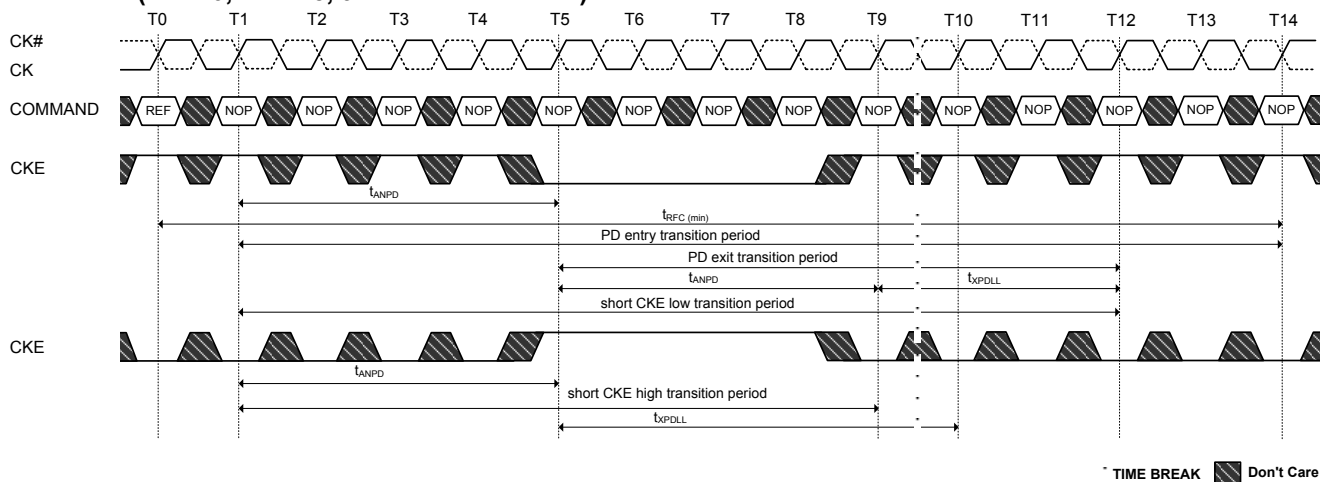 T0 T1 T2 T3 T4 T5 T6 T7 T8 T9 T10 T11 T12 T13 T14
CK#
CK
COMMAND REF NOP NOP NOP NOP NOP NOP NOP NOP NOP NOP NOP NOP NOP NOP
CKE
tANPD
tRFC (min)
PD entry transition period
PD exit transition period
tANPD tXPDLL
short CKE low transition period
CKE
tANPD
short CKE high transition period
tXPDLL
TIME BREAK Don't Care